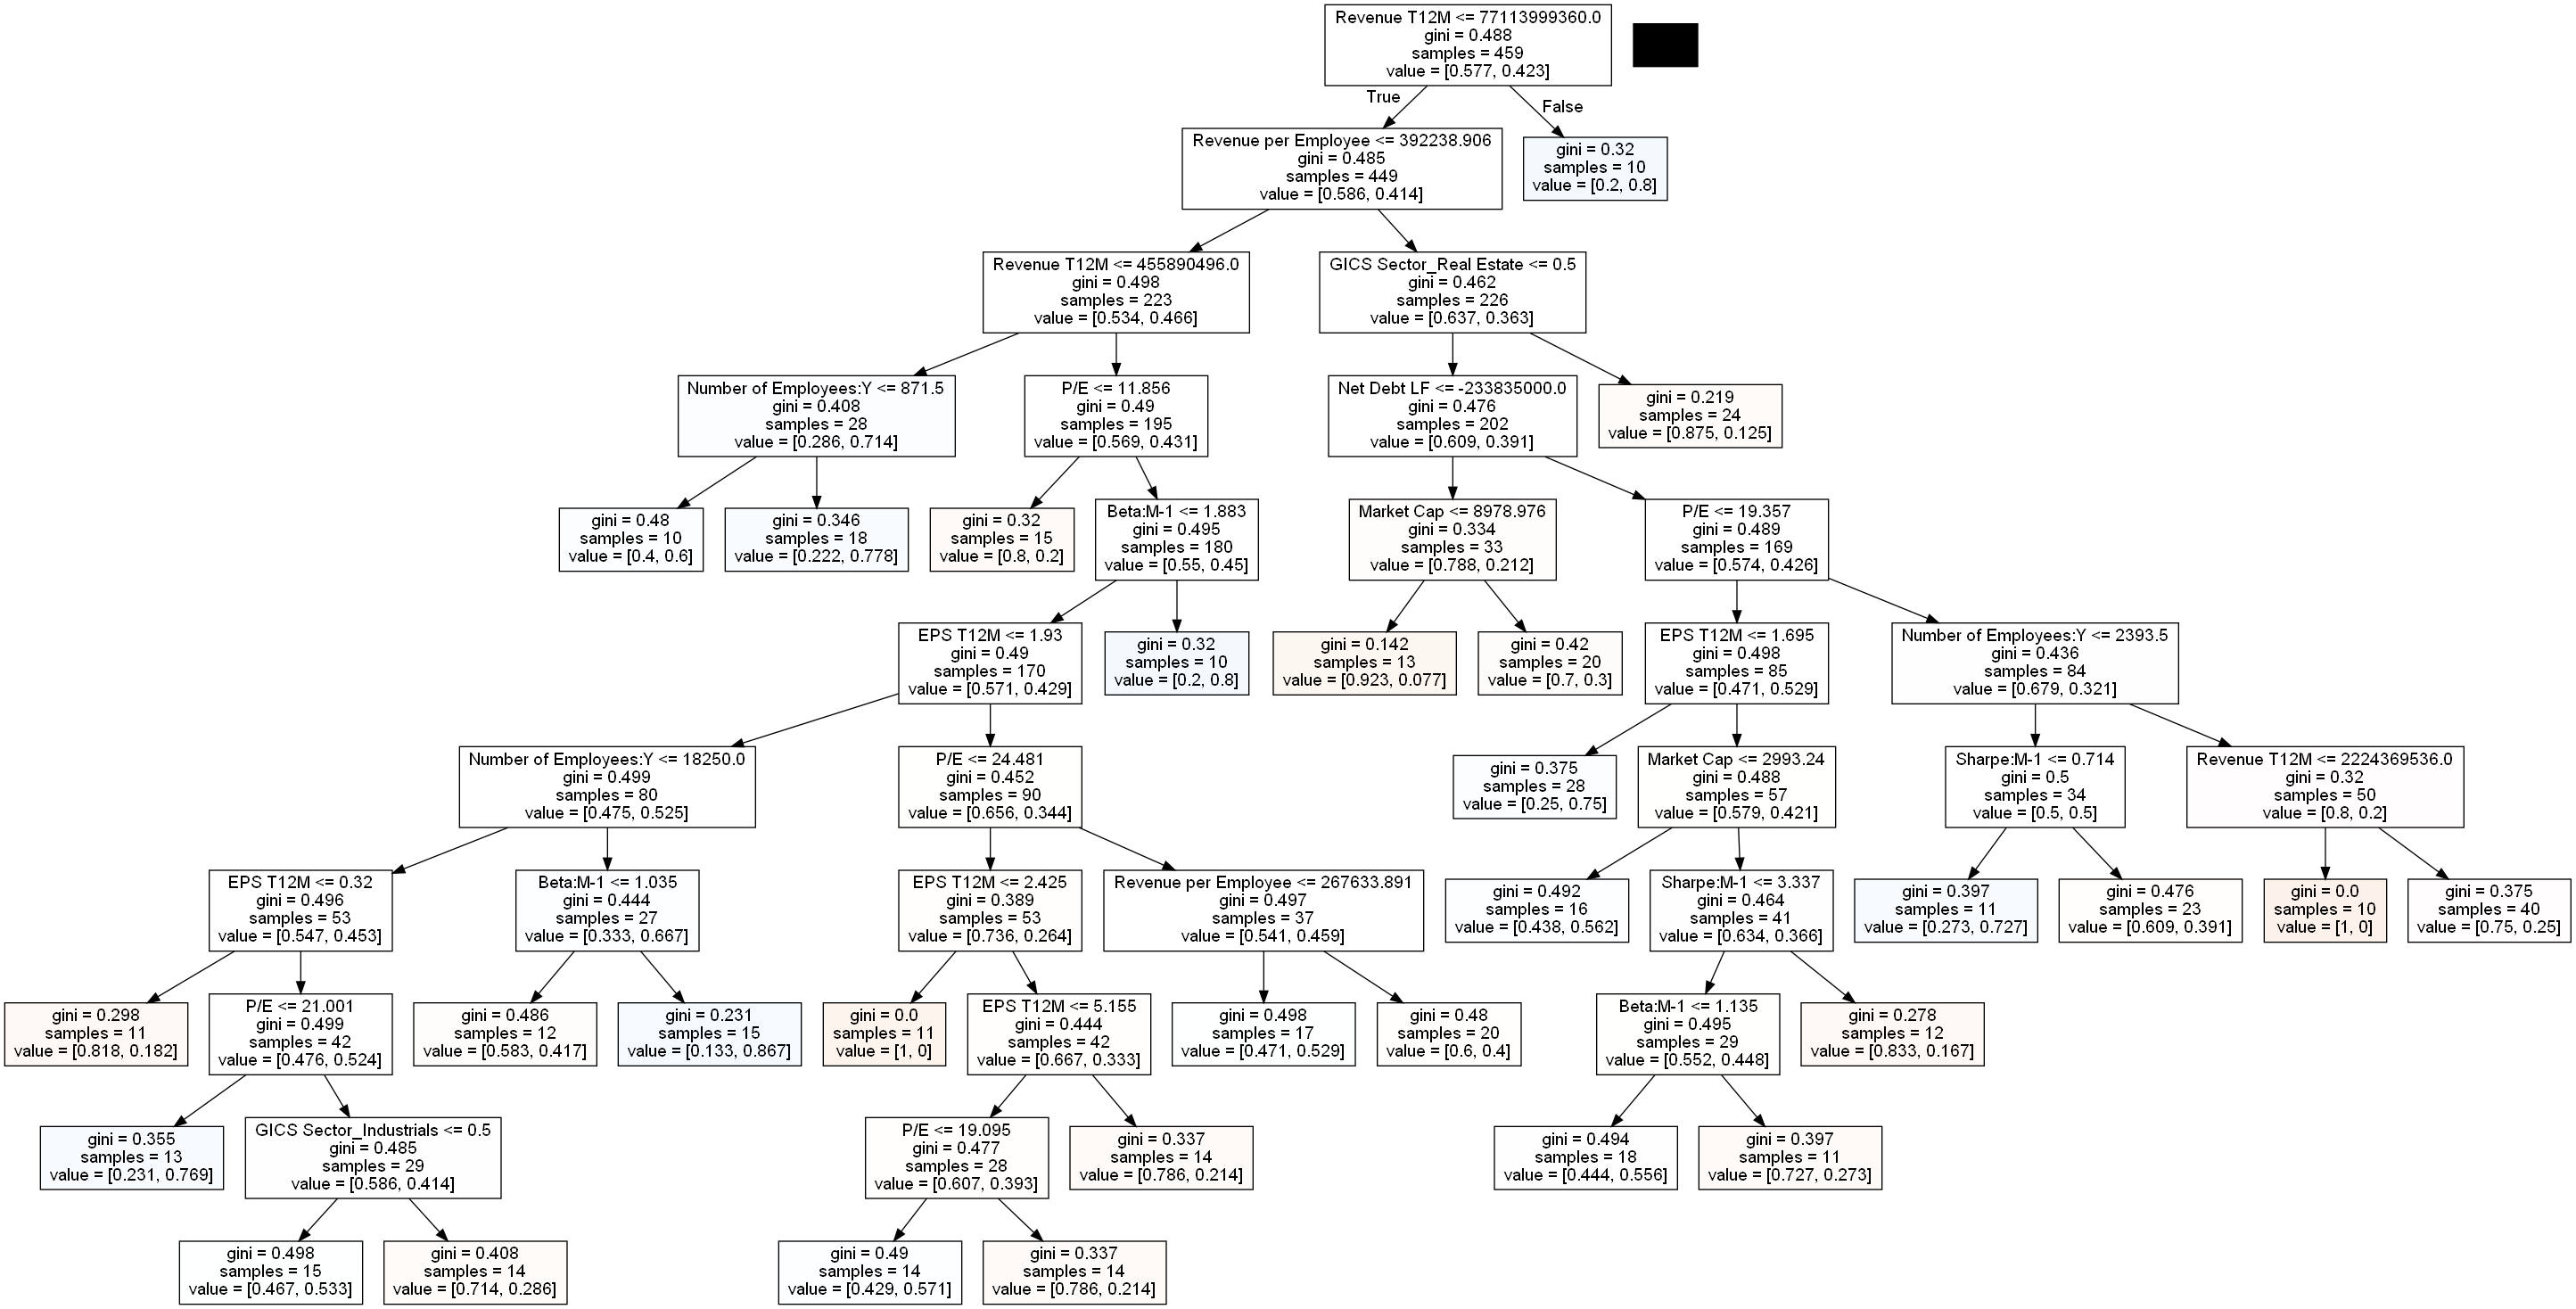 Revenue T12M <= 77113999360.0
gini = 0.488
samples = 459
value = [0.577, 0.423]
True
False
Revenue per Employee <= 392238.906
gini = 0.485
samples = 449
value = [0.586, 0.414]
gini = 0.32
samples = 10
value = [0.2, 0.8]
Revenue T12M <= 455890496.0
gini = 0.498
samples = 223
value = [0.534, 0.466]
GICS Sector_Real Estate <= 0.5
gini = 0.462
samples = 226
value = [0.637, 0.363]
Number of Employees:Y <= 871.5
gini = 0.408
samples = 28
value = [0.286, 0.714]
P/E <= 11.856
gini = 0.49
samples = 195
value = [0.569, 0.431]
Net Debt LF <= -233835000.0
gini = 0.476
samples = 202
value = [0.609, 0.391]
gini = 0.219
samples = 24
value = [0.875, 0.125]
gini = 0.48
samples = 10
value = [0.4, 0.6]
gini = 0.346
samples = 18
value = [0.222, 0.778]
gini = 0.32
samples = 15
value = [0.8, 0.2]
Beta:M-1 <= 1.883
gini = 0.495
samples = 180
value = [0.55, 0.45]
Market Cap <= 8978.976
gini = 0.334
samples = 33
value = [0.788, 0.212]
P/E <= 19.357
gini = 0.489
samples = 169
value = [0.574, 0.426]
EPS T12M <= 1.93
gini = 0.49
samples = 170
value = [0.571, 0.429]
gini = 0.32
samples = 10
value = [0.2, 0.8]
gini = 0.142
samples = 13
value = [0.923, 0.077]
gini = 0.42
samples = 20
value = [0.7, 0.3]
EPS T12M <= 1.695
gini = 0.498
samples = 85
value = [0.471, 0.529]
Number of Employees:Y <= 2393.5
gini = 0.436
samples = 84
value = [0.679, 0.321]
Number of Employees:Y <= 18250.0
gini = 0.499
samples = 80
value = [0.475, 0.525]
P/E <= 24.481
gini = 0.452
samples = 90
value = [0.656, 0.344]
gini = 0.375
samples = 28
value = [0.25, 0.75]
Market Cap <= 2993.24
gini = 0.488
samples = 57
value = [0.579, 0.421]
Sharpe:M-1 <= 0.714
gini = 0.5
samples = 34
value = [0.5, 0.5]
Revenue T12M <= 2224369536.0
gini = 0.32
samples = 50
value = [0.8, 0.2]
EPS T12M <= 0.32
gini = 0.496
samples = 53
value = [0.547, 0.453]
Beta:M-1 <= 1.035
gini = 0.444
samples = 27
value = [0.333, 0.667]
EPS T12M <= 2.425
gini = 0.389
samples = 53
value = [0.736, 0.264]
Revenue per Employee <= 267633.891
gini = 0.497
samples = 37
value = [0.541, 0.459]
gini = 0.492
samples = 16
value = [0.438, 0.562]
Sharpe:M-1 <= 3.337
gini = 0.464
samples = 41
value = [0.634, 0.366]
gini = 0.397
samples = 11
value = [0.273, 0.727]
gini = 0.476
samples = 23
value = [0.609, 0.391]
gini = 0.0
samples = 10
value = [1, 0]
gini = 0.375
samples = 40
value = [0.75, 0.25]
gini = 0.298
samples = 11
value = [0.818, 0.182]
P/E <= 21.001
gini = 0.499
samples = 42
value = [0.476, 0.524]
gini = 0.486
samples = 12
value = [0.583, 0.417]
gini = 0.231
samples = 15
value = [0.133, 0.867]
gini = 0.0
samples = 11
value = [1, 0]
EPS T12M <= 5.155
gini = 0.444
samples = 42
value = [0.667, 0.333]
gini = 0.498
samples = 17
value = [0.471, 0.529]
gini = 0.48
samples = 20
value = [0.6, 0.4]
Beta:M-1 <= 1.135
gini = 0.495
samples = 29
value = [0.552, 0.448]
gini = 0.278
samples = 12
value = [0.833, 0.167]
gini = 0.355
samples = 13
value = [0.231, 0.769]
GICS Sector_Industrials <= 0.5
gini = 0.485
samples = 29
value = [0.586, 0.414]
P/E <= 19.095
gini = 0.477
samples = 28
value = [0.607, 0.393]
gini = 0.337
samples = 14
value = [0.786, 0.214]
gini = 0.494
samples = 18
value = [0.444, 0.556]
gini = 0.397
samples = 11
value = [0.727, 0.273]
gini = 0.498
samples = 15
value = [0.467, 0.533]
gini = 0.408
samples = 14
value = [0.714, 0.286]
gini = 0.49
samples = 14
value = [0.429, 0.571]
gini = 0.337
samples = 14
value = [0.786, 0.214]